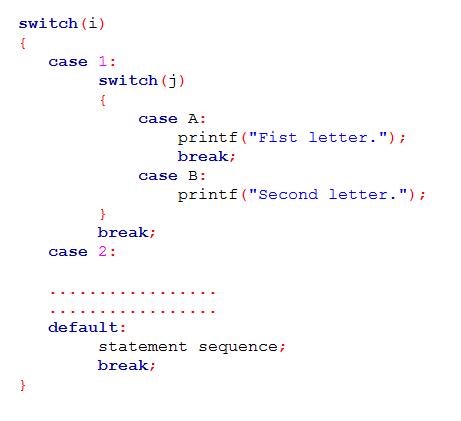 switch(i)
{
case 1:
switch(j)
{
case A:
printf("Fist letter.");
break;
case B:
printf("Second letter.");
}
break;
case 2:
.................
.................
default:
statement sequence;
break;
}